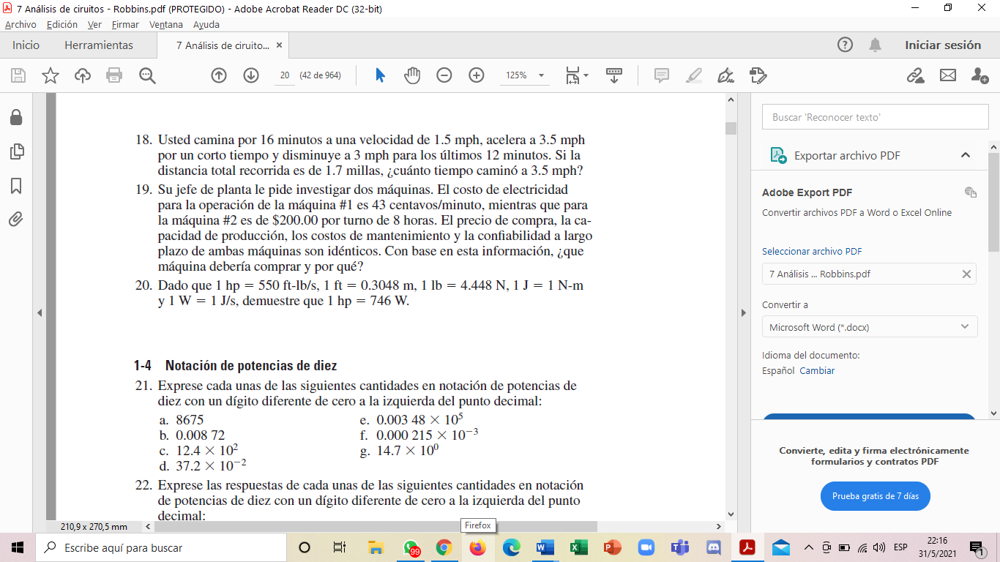 7 Análisis de ciruitos - Robbins.pdf (PROTEGIDO) - Adobe Acrobat Reader DC (32-bit)
Archivo Edición Ver Firmar Ventana Ayuda
Inicio Herramientas 7 Análisis de ciruito... ×
Iniciar sesión
20 (42 de 964) 125%
18. Usted camina por 16 minutos a una velocidad de 1.5 mph, acelera a 3.5 mph
por un corto tiempo y disminuye a 3 mph para los últimos 12 minutos. Si la
distancia total recorrida es de 1.7 millas, ¿cuánto tiempo caminó a 3.5 mph?
19. Su jefe de planta le pide investigar dos máquinas. El costo de electricidad
para la operación de la máquina #1 es 43 centavos/minuto, mientras que para
la máquina #2 es de $200.00 por turno de 8 horas. El precio de compra, la ca-
pacidad de producción, los costos de mantenimiento y la confiabilidad a largo
plazo de ambas máquinas son idénticos. Con base en esta información, ¿que
máquina debería comprar y por qué?
20. Dado que 1 hp = 550 ft-lb/s, 1 ft = 0.3048 m, 1 lb = 4.448 N, 1 J = 1 N-m
y 1 W = 1 J/s, demuestre que 1 hp = 746 W.
1-4 Notación de potencias de diez
21. Exprese cada unas de las siguientes cantidades en notación de potencias de
diez con un dígito diferente de cero a la izquierda del punto decimal:
a. 8675
b. 0.008 72
c. 12.4 × 10²
d. 37.2 × 10⁻²
e. 0.003 48 × 10⁵
f. 0.000 215 × 10⁻³
g. 14.7 × 10⁰
22. Exprese las respuestas de cada unas de las siguientes cantidades en notación
de potencias de diez con un dígito diferente de cero a la izquierda del punto
decimal:
210,9 x 270,5 mm
Firefox
Buscar 'Reconocer texto'
Exportar archivo PDF
Adobe Export PDF
Convertir archivos PDF a Word o Excel Online
Seleccionar archivo PDF
7 Análisis ... Robbins.pdf
Convertir a
Microsoft Word (*.docx)
Idioma del documento:
Español Cambiar
Convierte, edita y firma electrónicamente
formularios y contratos PDF
Prueba gratis de 7 días
Escribe aquí para buscar
99
ESP
22:16
31/5/2021
1